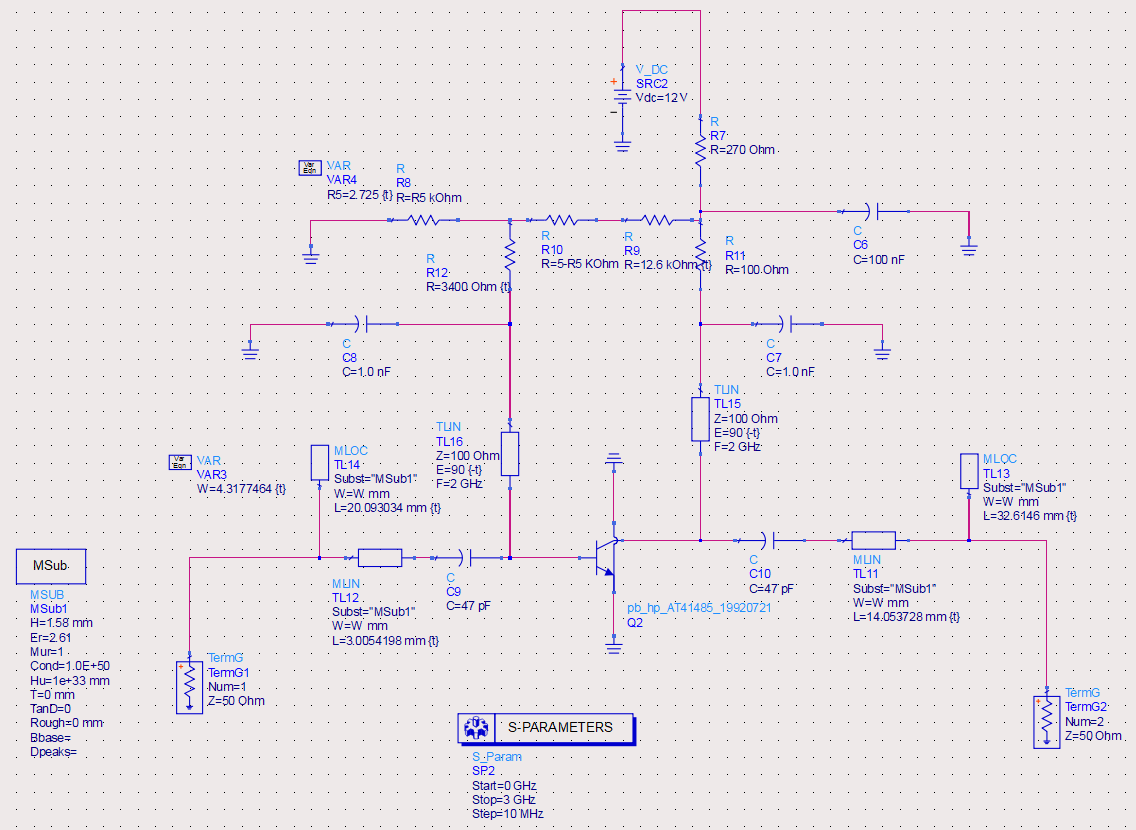 V_DC
SRC2
Vdc=12 V
R
R7
R=270 Ohm
Var
Eqn
VAR
VAR4
R5=2.725 {t}
R
R8
R=R5 kOhm
R
R10
R=5-R5 KOhm
R
R9
R=12.6 kOhm {t}
R
R11
R=100 Ohm
C
C6
C=100 nF
R
R12
R=3400 Ohm {t}
C
C8
C=1.0 nF
C
C7
C=1.0 nF
TLIN
TL15
Z=100 Ohm
E=90 {-t}
F=2 GHz
TLIN
TL16
Z=100 Ohm
E=90 {-t}
F=2 GHz
Var
Eqn
VAR
VAR3
W=4.3177464 {t}
MLOC
TL14
Subst="MSub1"
W=W mm
L=20.093034 mm {t}
MLOC
TL13
Subst="MSub1"
W=W mm
L=32.6146 mm {t}
MSub
MSUB
MSub1
H=1.58 mm
Er=2.61
Mur=1
Cond=1.0E+50
Hu=1e+33 mm
T=0 mm
TanD=0
Rough=0 mm
Bbase=
Dpeaks=
MLIN
TL12
Subst="MSub1"
W=W mm
L=3.0054198 mm {t}
C
C9
C=47 pF
pb_hp_AT41485_19920721
Q2
C
C10
C=47 pF
MLIN
TL11
Subst="MSub1"
W=W mm
L=14.053728 mm {t}
TermG
TermG1
Num=1
Z=50 Ohm
TermG
TermG2
Num=2
Z=50 Ohm
S-PARAMETERS
S_Param
SP2
Start=0 GHz
Stop=3 GHz
Step=10 MHz